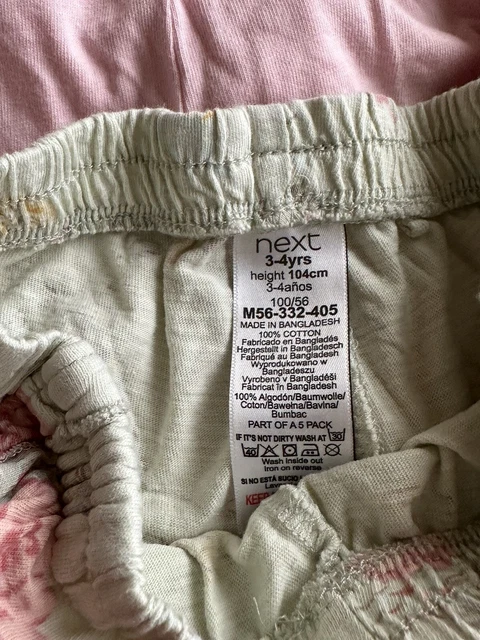 next
3-4yrs
height 104cm
3-4años
100/56
M56-332-405
MADE IN BANGLADESH
100% COTTON
Fabricado en Bangladés
Hergestellt in Bangladesch
Fabriqué au Bangladesh
Wyprodukowano w
Bangladeszu
Vyrobeno v Bangladéši
Fabricat în Bangladesh
100% Algodón/Baumwolle/
Coton/Bawełna/Bavlna/
Bumbac
PART OF A 5 PACK
IF IT'S NOT DIRTY WASH AT 30
40
Wash inside out
Iron on reverse
SI NO ESTÁ SUCIO
KEEP